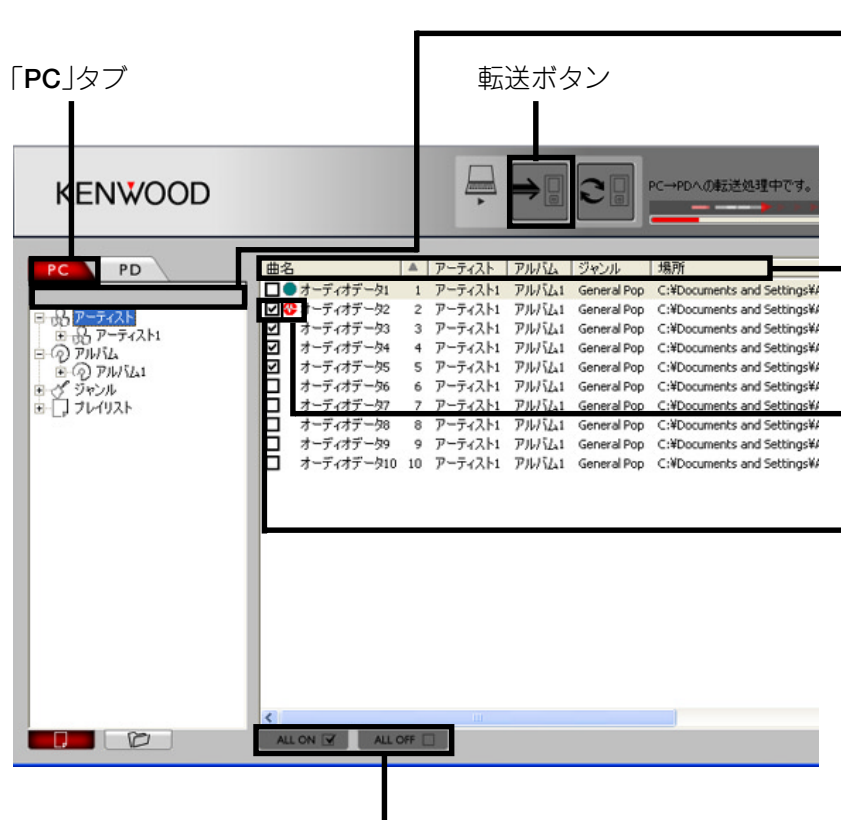 「PC」タブ
転送ボタン
KENWOOD
PC→PDへの転送処理中です。
PC PD
曲名 ▲ アーティスト アルバム ジャンル 場所
オーディオデータ1 1 アーティスト1 アルバム1 General Pop C:¥Documents and Settings¥A
オーディオデータ2 2 アーティスト1 アルバム1 General Pop C:¥Documents and Settings¥A
オーディオデータ3 3 アーティスト1 アルバム1 General Pop C:¥Documents and Settings¥A
オーディオデータ4 4 アーティスト1 アルバム1 General Pop C:¥Documents and Settings¥A
オーディオデータ5 5 アーティスト1 アルバム1 General Pop C:¥Documents and Settings¥A
オーディオデータ6 6 アーティスト1 アルバム1 General Pop C:¥Documents and Settings¥A
オーディオデータ7 7 アーティスト1 アルバム1 General Pop C:¥Documents and Settings¥A
オーディオデータ8 8 アーティスト1 アルバム1 General Pop C:¥Documents and Settings¥A
オーディオデータ9 9 アーティスト1 アルバム1 General Pop C:¥Documents and Settings¥A
オーディオデータ10 10 アーティスト1 アルバム1 General Pop C:¥Documents and Settings¥A
アーティスト
アーティスト1
アルバム
アルバム1
ジャンル
プレイリスト
ALL ON ALL OFF